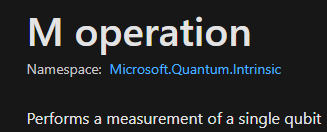 M operation
Namespace: Microsoft.Quantum.Intrinsic
Performs a measurement of a single qubit